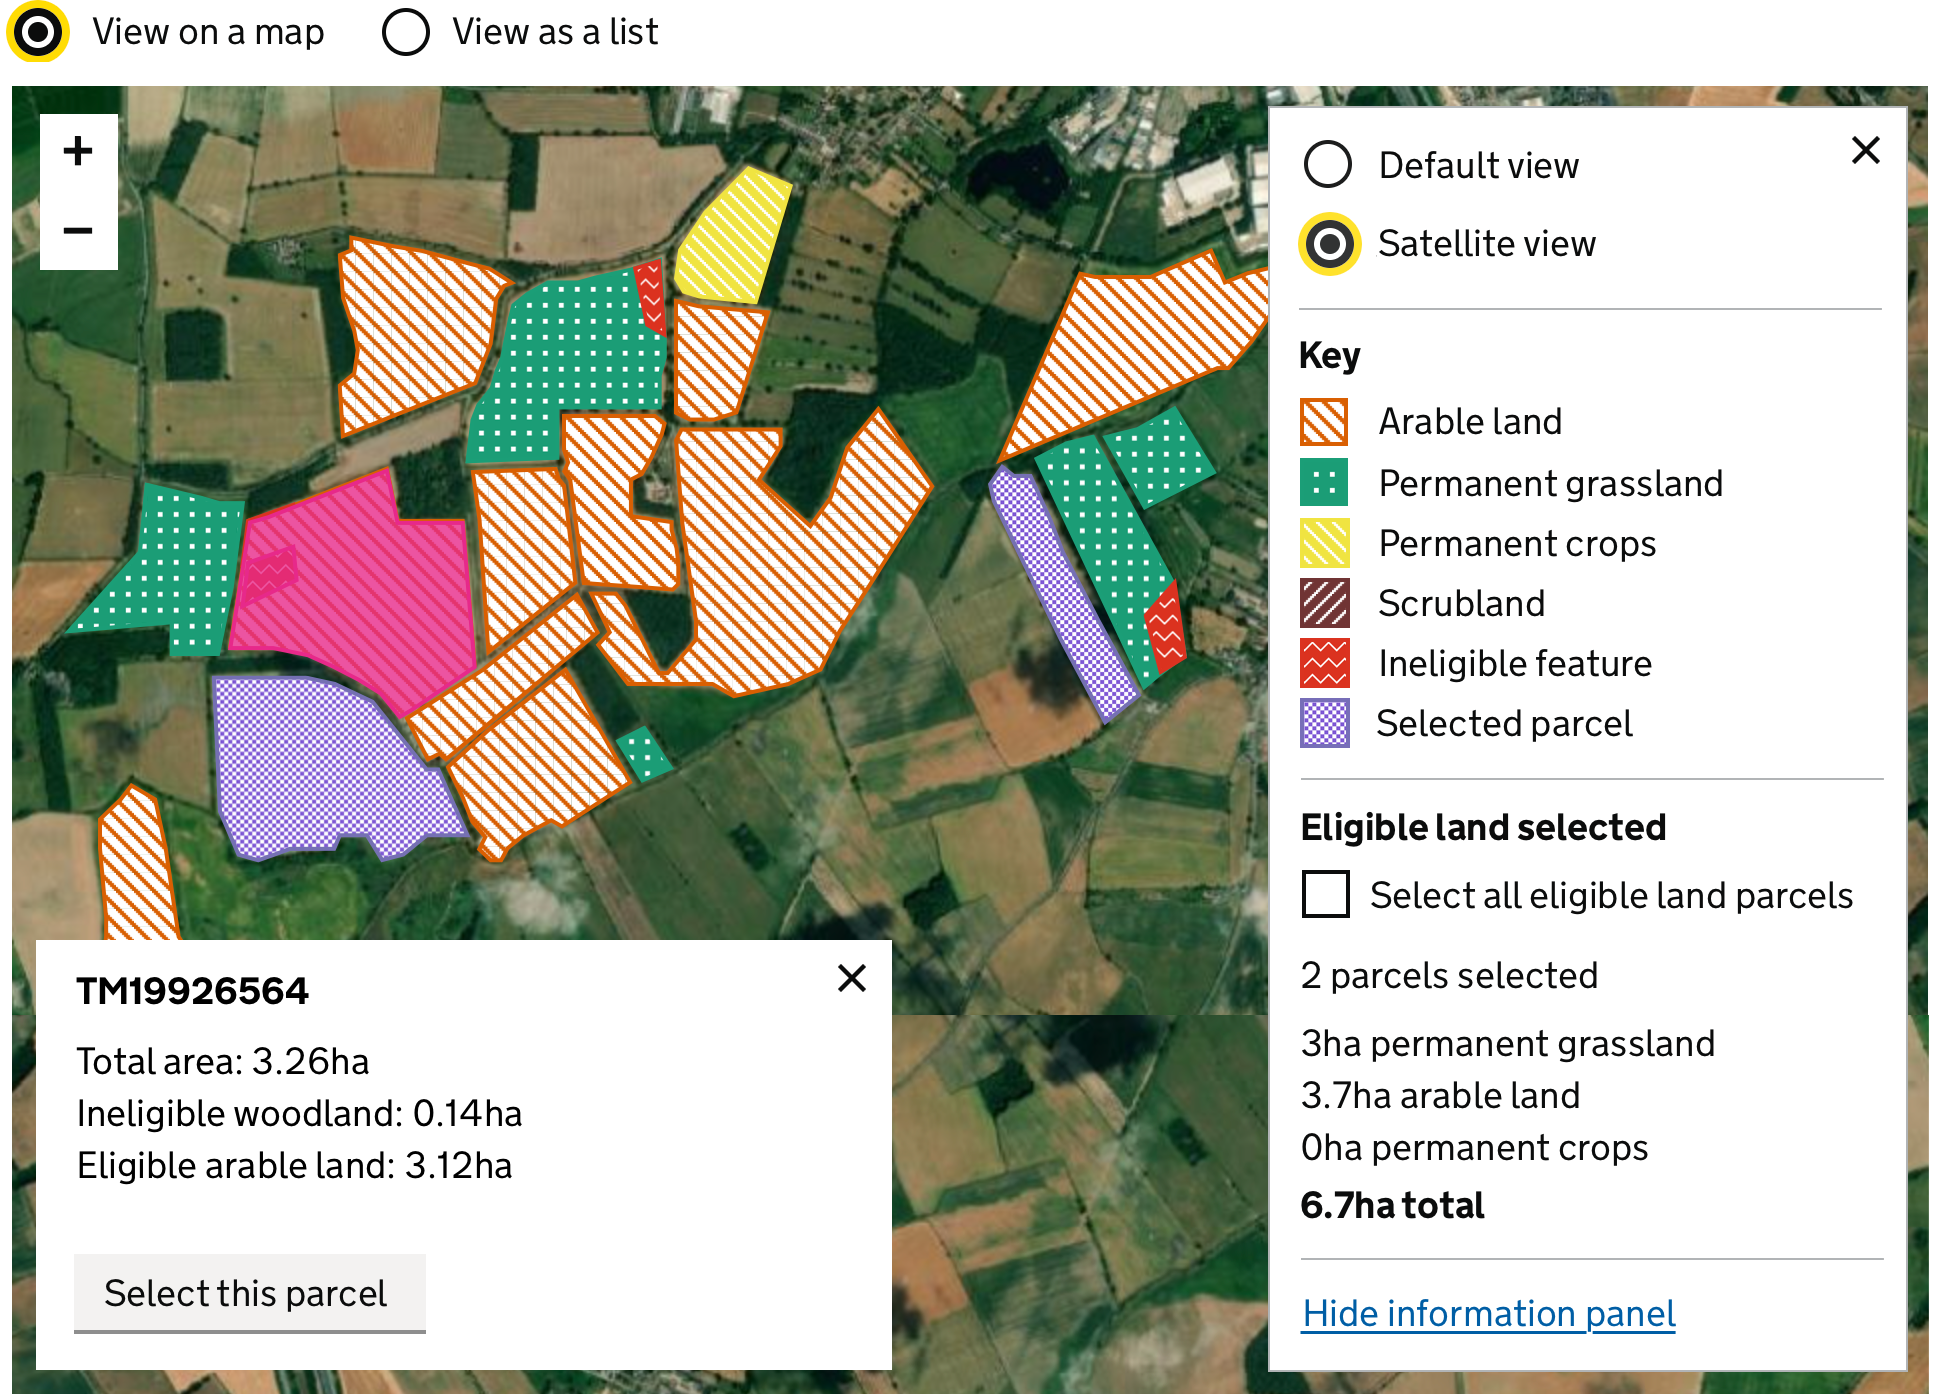 View on a map
View as a list
+
−
Default view
Satellite view
Key
Arable land
Permanent grassland
Permanent crops
Scrubland
Ineligible feature
Selected parcel
Eligible land selected
Select all eligible land parcels
2 parcels selected
3ha permanent grassland
3.7ha arable land
0ha permanent crops
6.7ha total
Hide information panel
TM19926564
Total area: 3.26ha
Ineligible woodland: 0.14ha
Eligible arable land: 3.12ha
Select this parcel